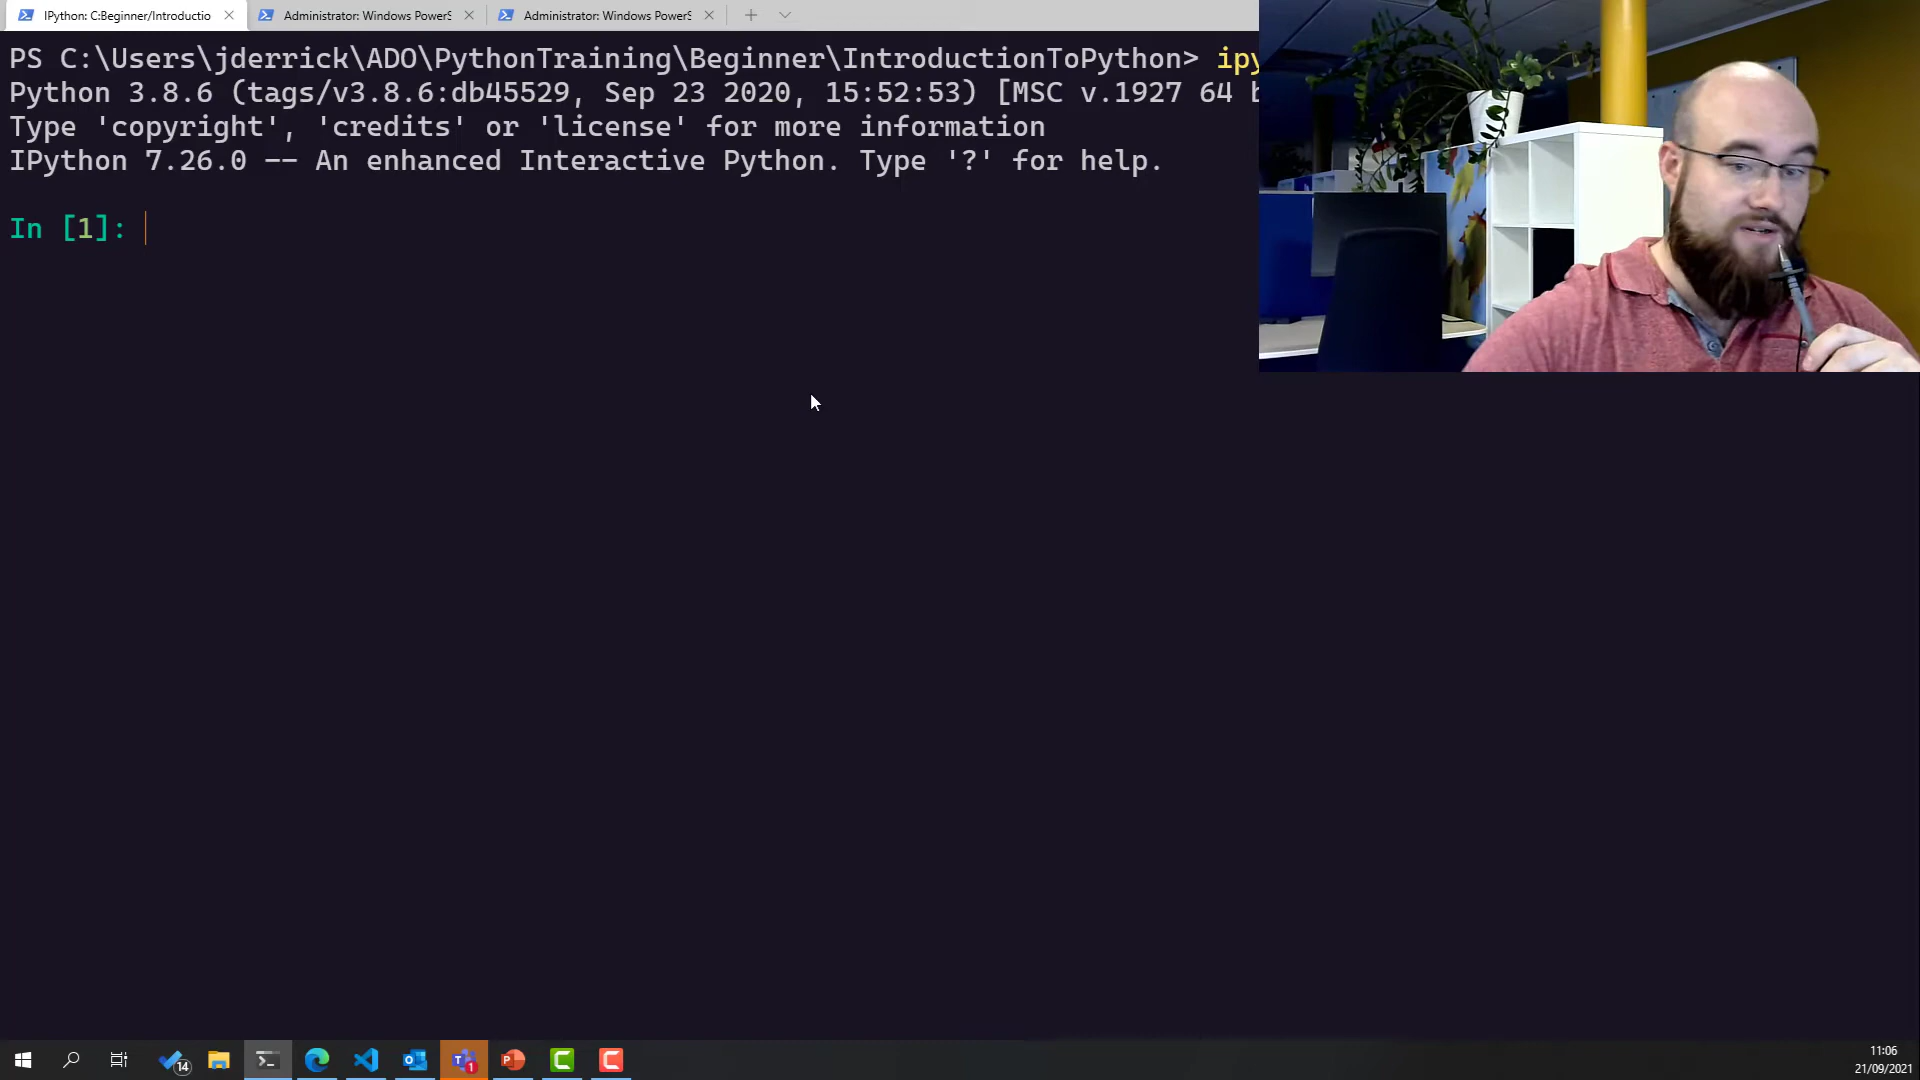 IPython: C:Beginner/Introductio
Administrator: Windows PowerS
Administrator: Windows PowerS
PS C:\Users\jderrick\ADO\PythonTraining\Beginner\IntroductionToPython> ipy
Python 3.8.6 (tags/v3.8.6:db45529, Sep 23 2020, 15:52:53) [MSC v.1927 64 b
Type 'copyright', 'credits' or 'license' for more information
IPython 7.26.0 -- An enhanced Interactive Python. Type '?' for help.
In [1]:
14
1
11:06
21/09/2021